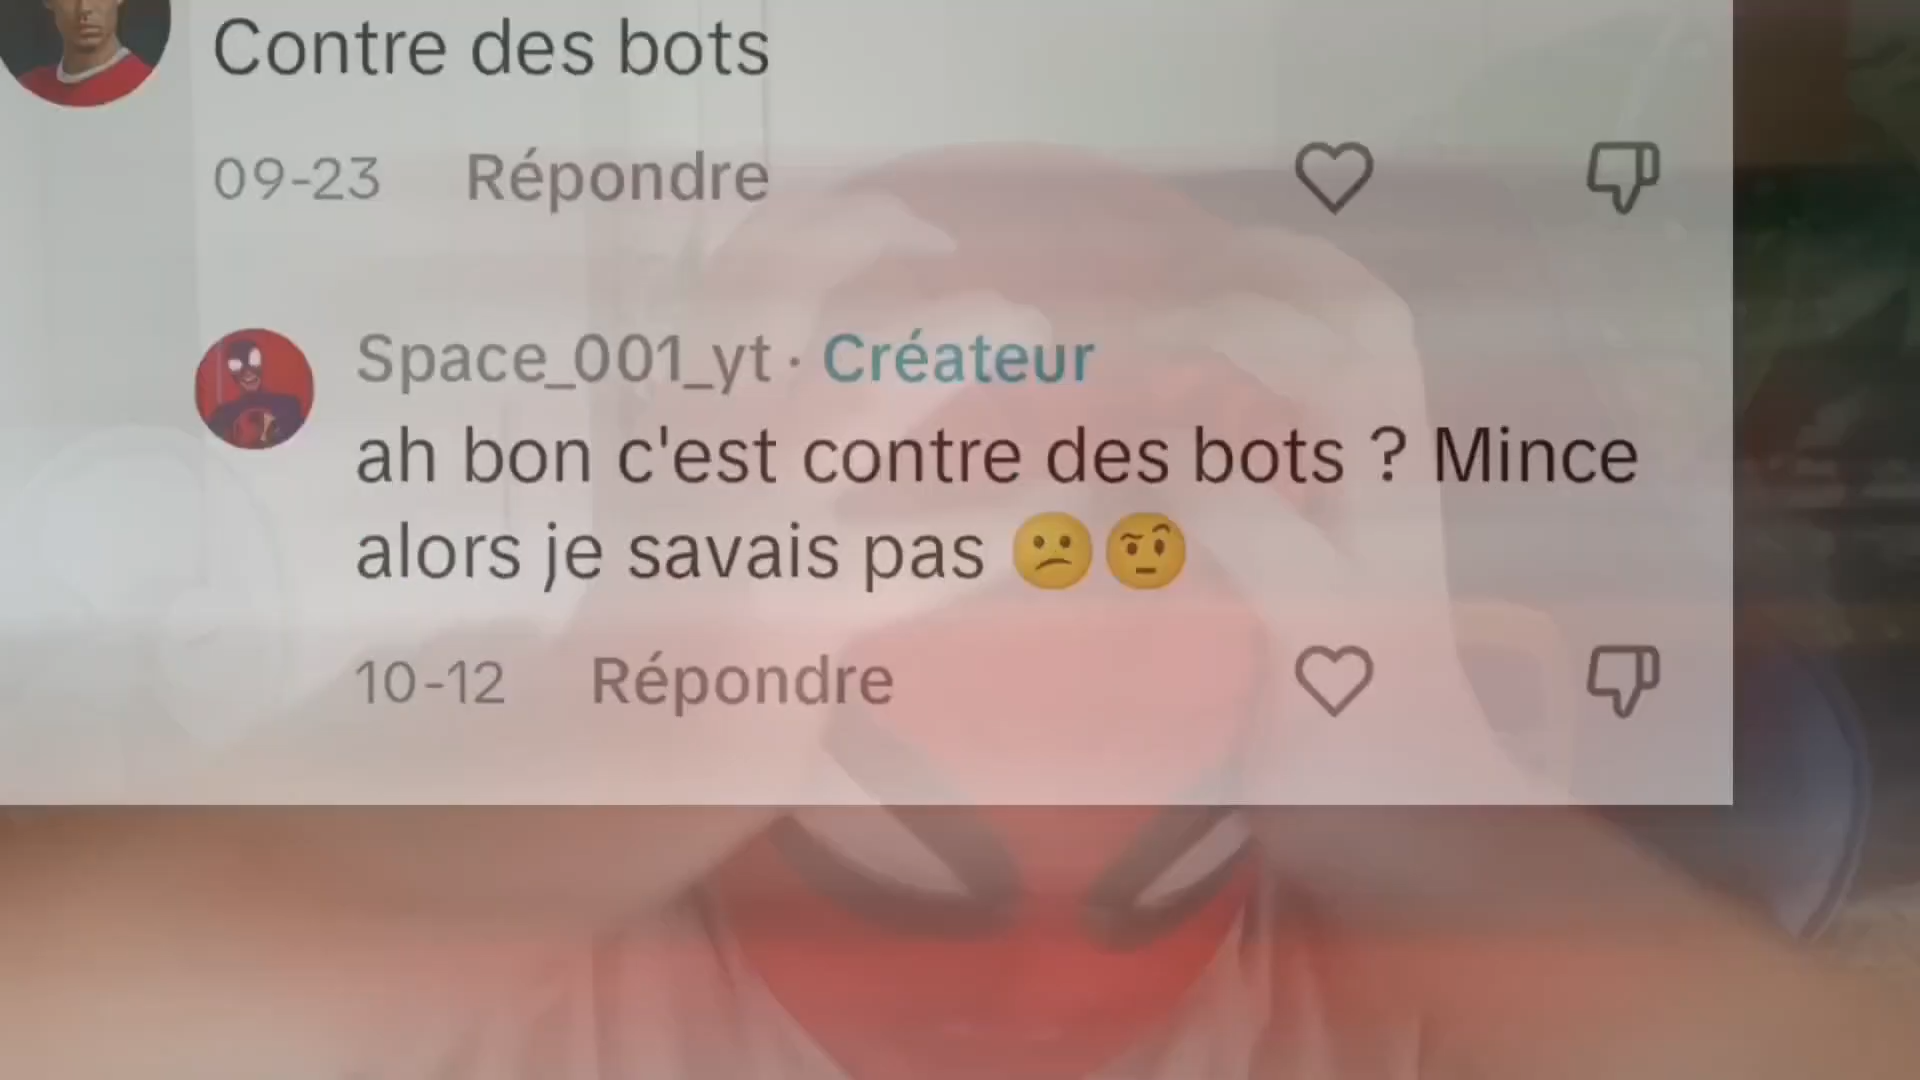 Contre des bots
09-23 Répondre
Space_001_yt · Créateur
ah bon c'est contre des bots ? Mince
alors je savais pas 😕🤨
10-12 Répondre